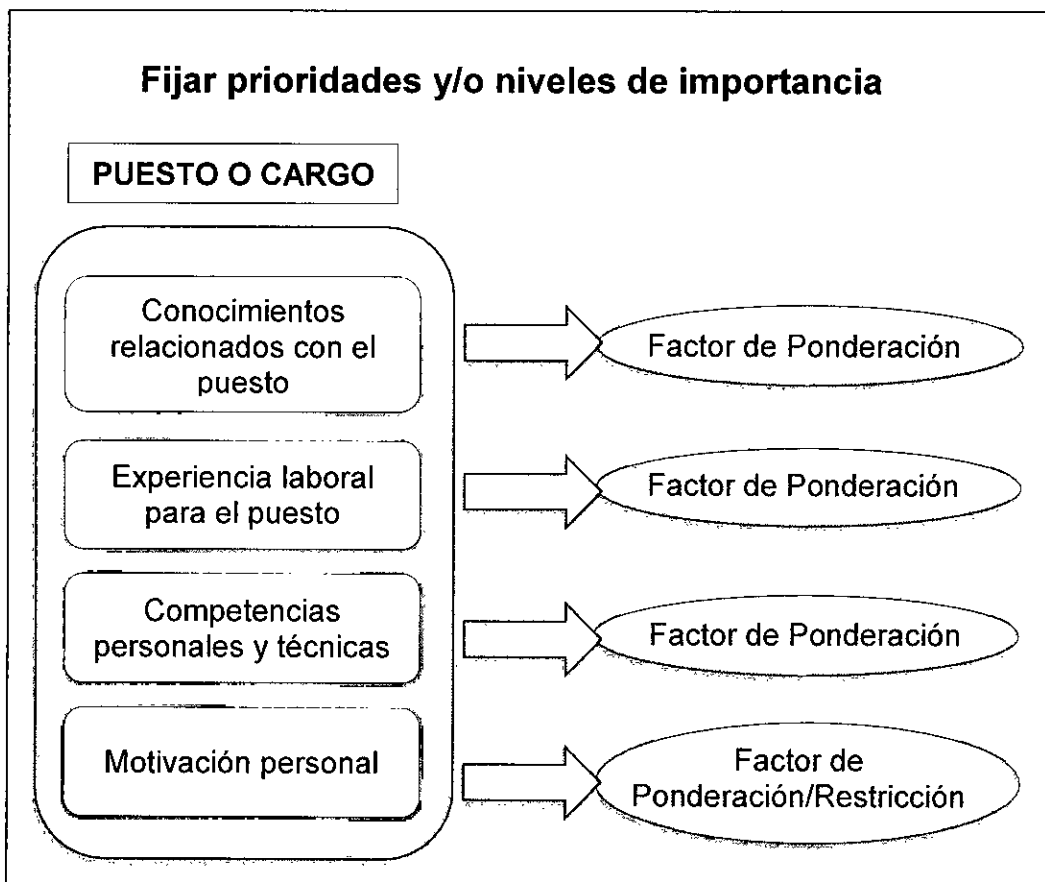 Fijar prioridades y/o niveles de importancia
PUESTO O CARGO
Conocimientos
relacionados con el
puesto
Factor de Ponderación
Experiencia laboral
para el puesto
Factor de Ponderación
Competencias
personales y técnicas
Factor de Ponderación
Motivación personal
Factor de
Ponderación/Restricción